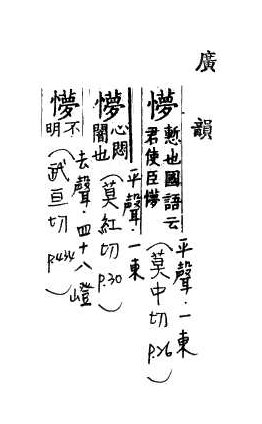 廣韻
懜 慙也國語云
君使臣懜
平聲.一東
(莫中切 p.26)
懜 心悶
闇也
平聲.一東
(莫紅切 p.30)
懜 不
明
去聲.四十八嶝
(武亘切 p.434)